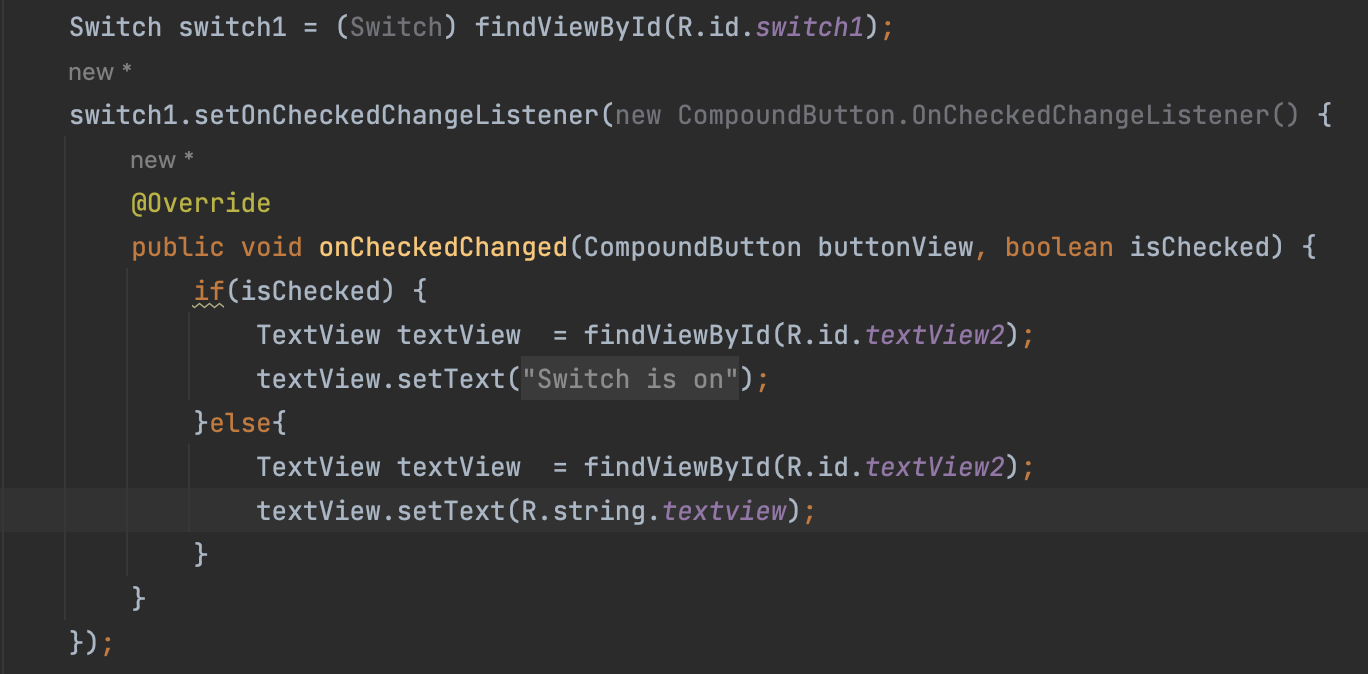 Switch switch1 = (Switch) findViewById(R.id.switch1);
new *
switch1.setOnCheckedChangeListener(new CompoundButton.OnCheckedChangeListener() {
new *
@Override
public void onCheckedChanged(CompoundButton buttonView, boolean isChecked) {
if(isChecked) {
TextView textView  = findViewById(R.id.textView2);
textView.setText("Switch is on");
}else{
TextView textView  = findViewById(R.id.textView2);
textView.setText(R.string.textview);
}
}
});